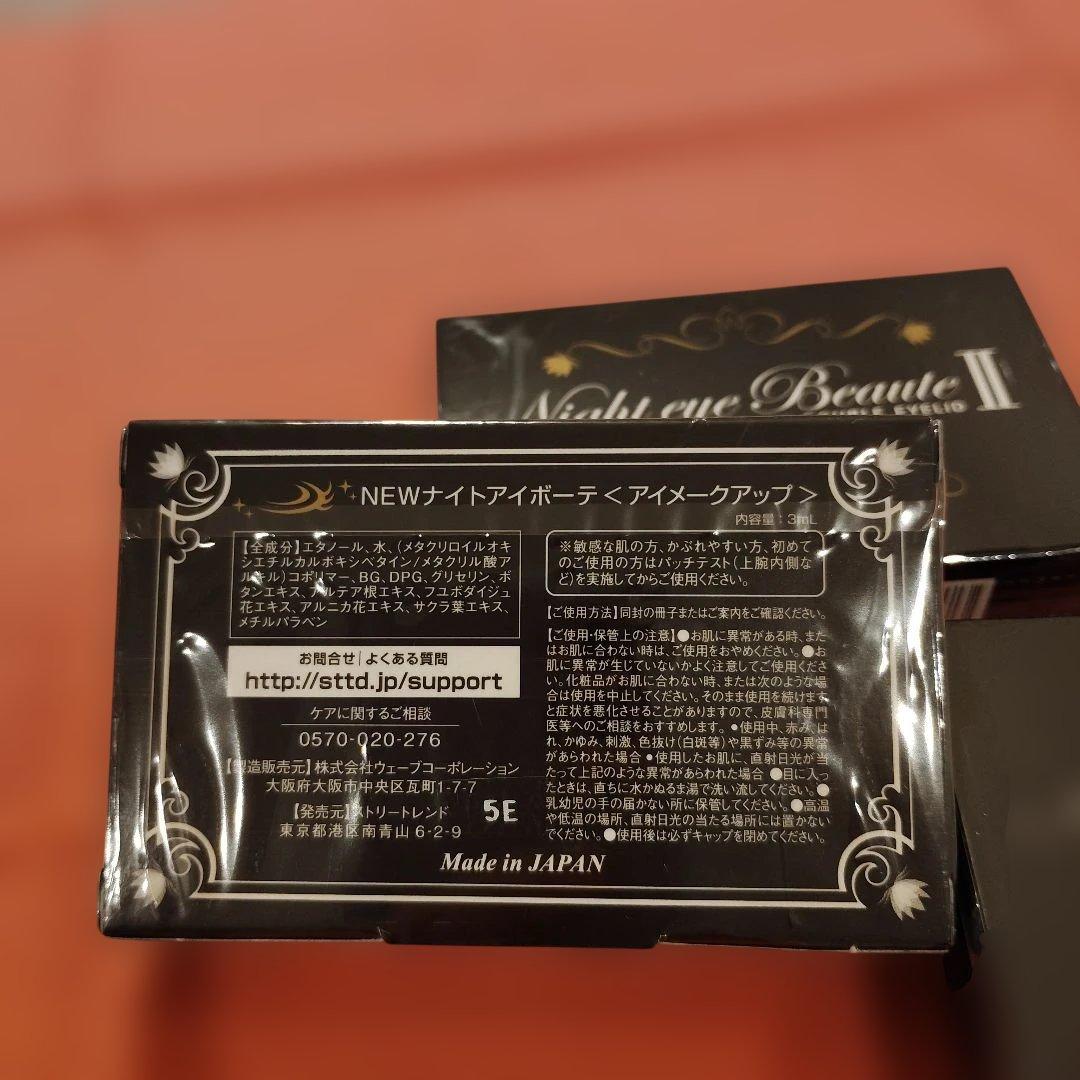 Night eye Beaute II
DOUBLE EYELID
NEWナイトアイボーテ＜アイメークアップ＞
内容量：3mL
【全成分】エタノール、水、(メタクリロイルオキ
シエチルカルボキシベタイン/メタクリル酸ア
ルキル)コポリマー、BG、DPG、グリセリン、ボ
タンエキス、アルテア根エキス、フユボダイジュ
花エキス、アルニカ花エキス、サクラ葉エキス、
メチルパラベン
お問合せ｜よくある質問
http://sttd.jp/support
ケアに関するご相談
0570-020-276
【製造販売元】株式会社ウェーブコーポレーション
大阪府大阪市中央区瓦町1-7-7
【発売元】ストリートレンド
東京都港区南青山 6-2-9
5E
※敏感な肌の方、かぶれやすい方、初めて
のご使用の方はパッチテスト(上腕内側な
ど)を実施してからご使用ください。
【ご使用方法】同封の冊子またはご案内をご確認ください。
【ご使用・保管上の注意】●お肌に異常がある時、また
はお肌に合わない時は、ご使用をおやめください。●お
肌に異常が生じていないかよく注意してご使用くださ
い。化粧品がお肌に合わない時、または次のような場
合は使用を中止してください。そのまま使用を続けます
と症状を悪化させることがありますので、皮膚科専門
医等へのご相談をおすすめします。●使用中、赤み、は
れ、かゆみ、刺激、色抜け(白斑等)や黒ずみ等の異常
があらわれた場合 ●使用したお肌に、直射日光が当
たって上記のような異常があらわれた場合 ●目に入っ
たときは、直ちに水かぬるま湯で洗い流してください。●
乳幼児の手の届かない所に保管してください。●高温
や低温の場所、直射日光の当たる場所には置かない
でください。●使用後は必ずキャップを閉めてください。
Made in JAPAN